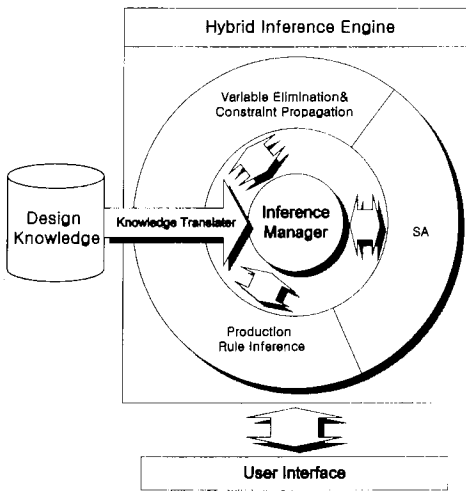 Hybrid Inference Engine
Variable Elimination&
Constraint Propagation
Design
Knowledge
Knowledge Translater
Inference
Manager
SA
Production
Rule Inference
User Interface